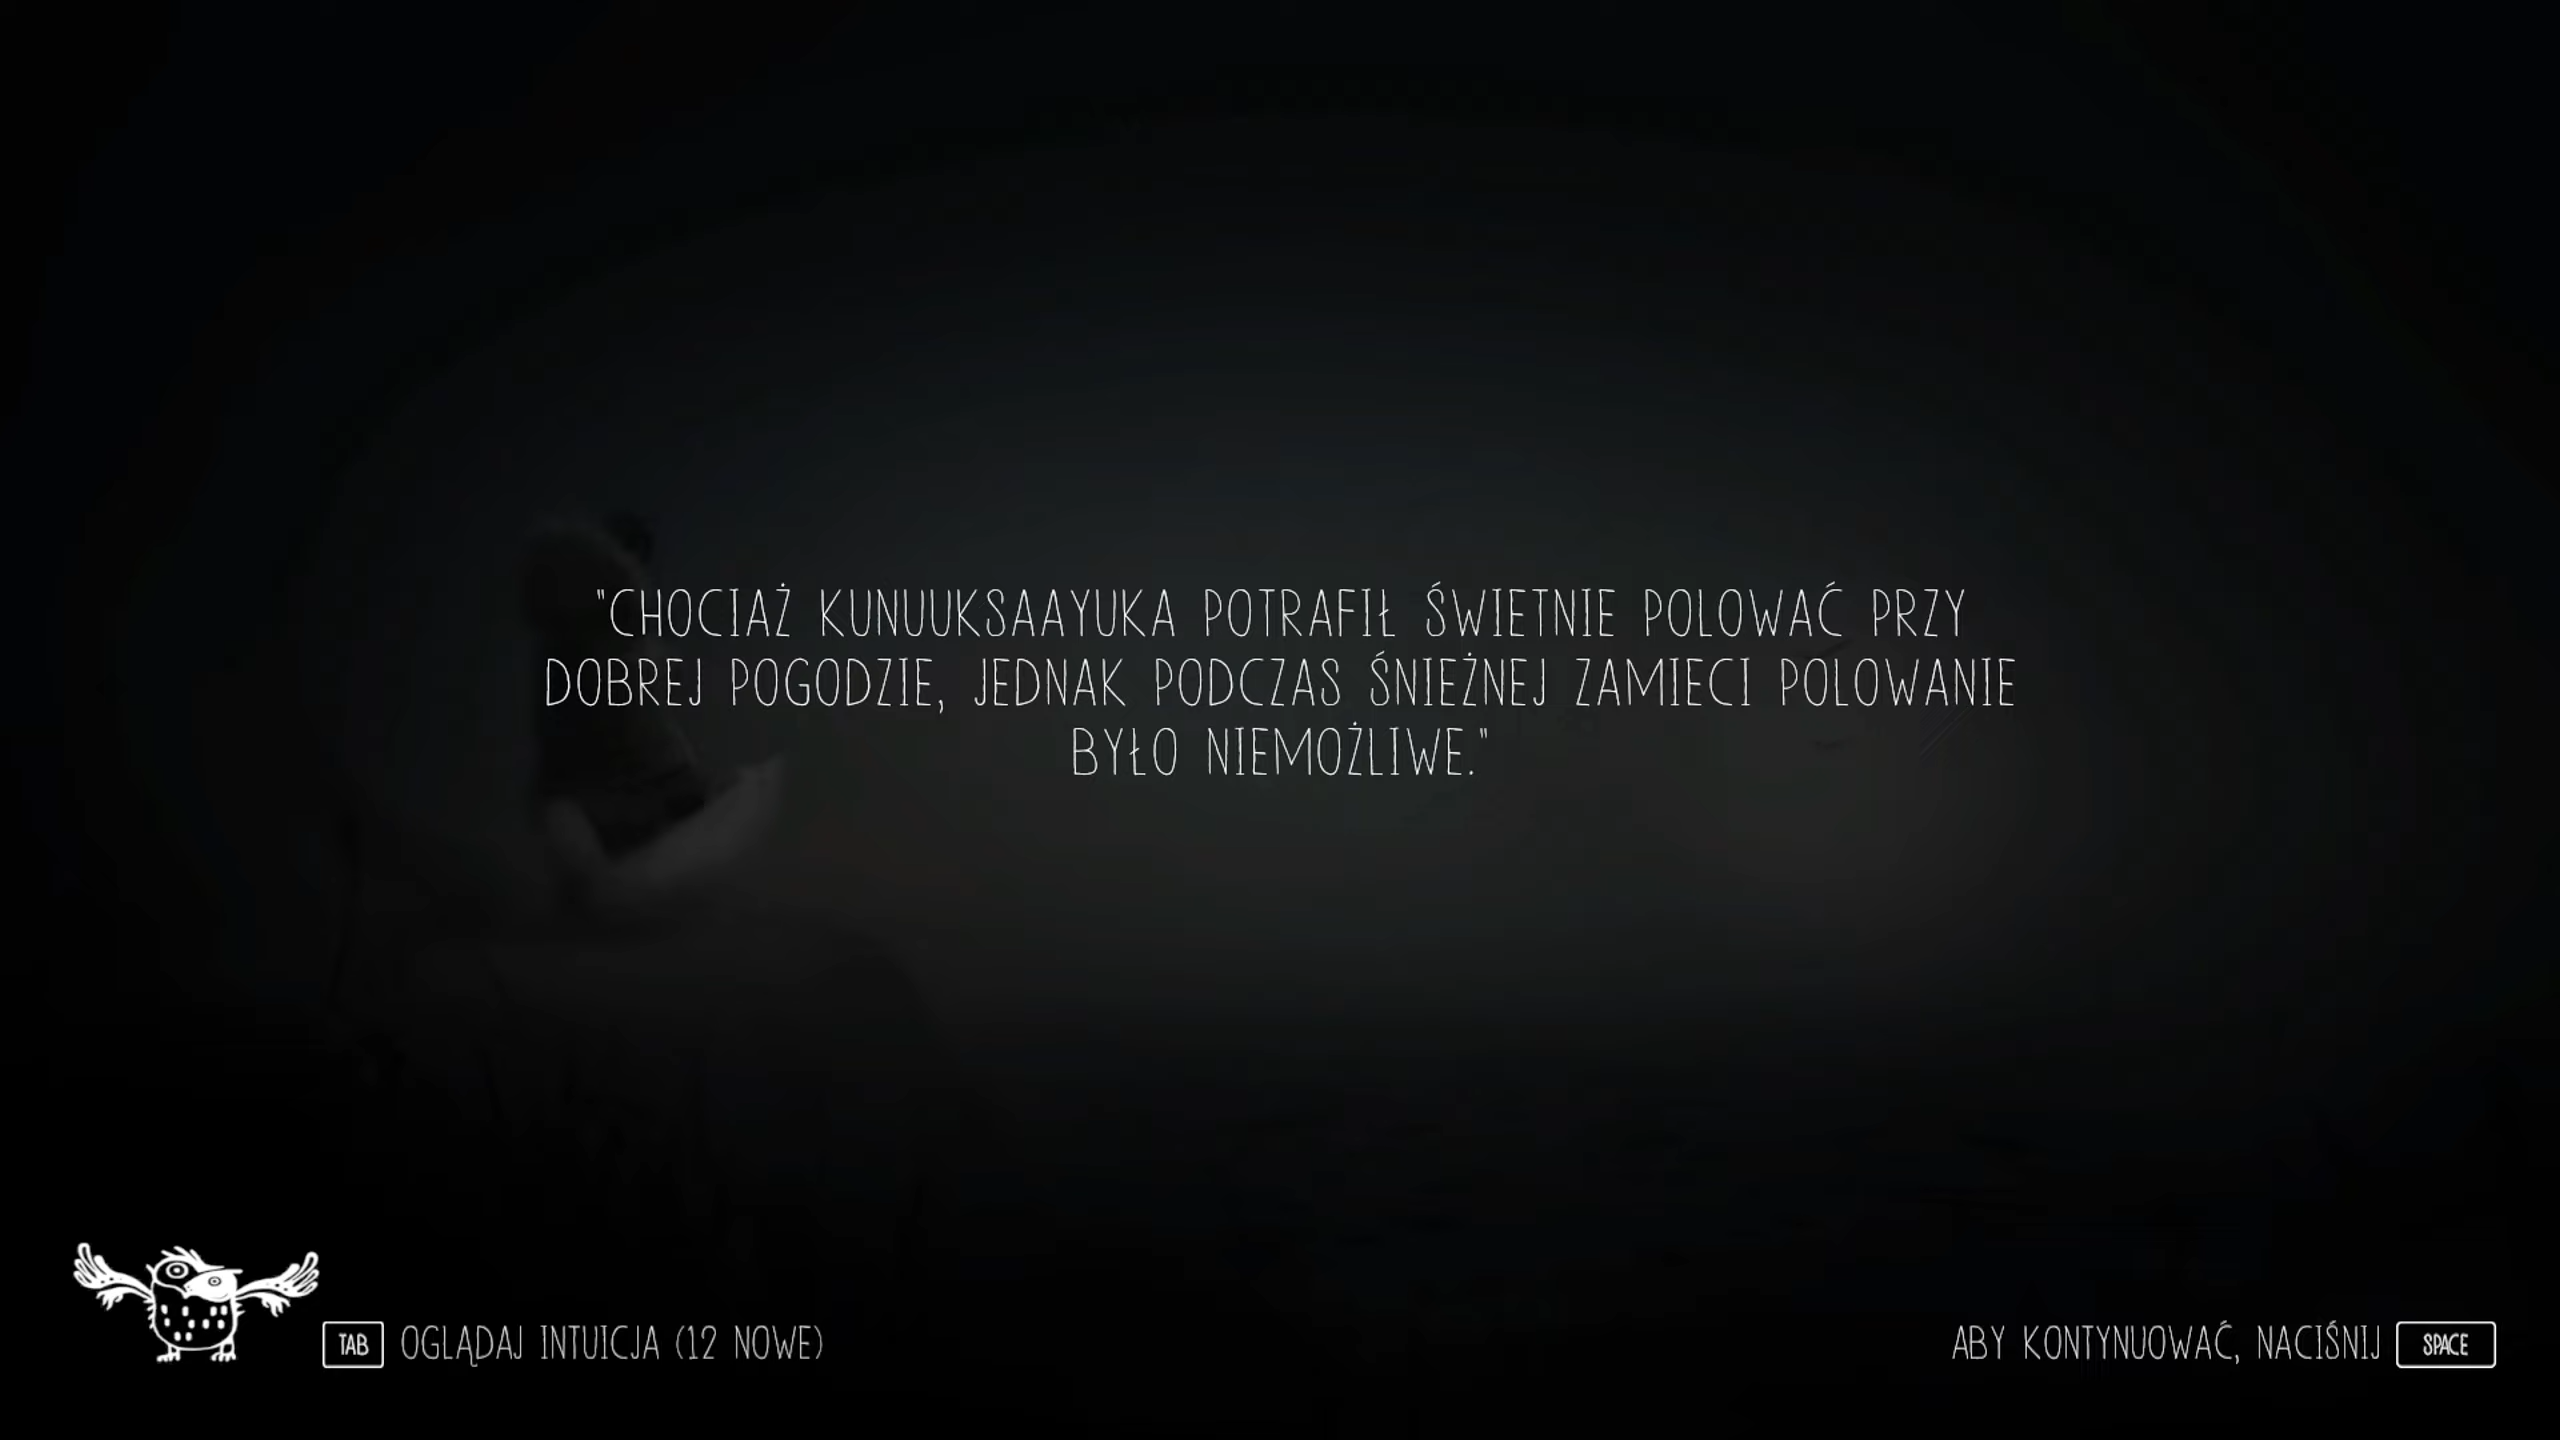 "CHOCIAŻ KUNUUKSAAYUKA POTRAFIŁ ŚWIETNIE POLOWAĆ PRZY
DOBREJ POGODZIE, JEDNAK PODCZAS ŚNIEŻNEJ ZAMIECI POLOWANIE
BYŁO NIEMOŻLIWE."
TAB OGLĄDAJ INTUICJA (12 NOWE)
ABY KONTYNUOWAĆ, NACIŚNIJ SPACE